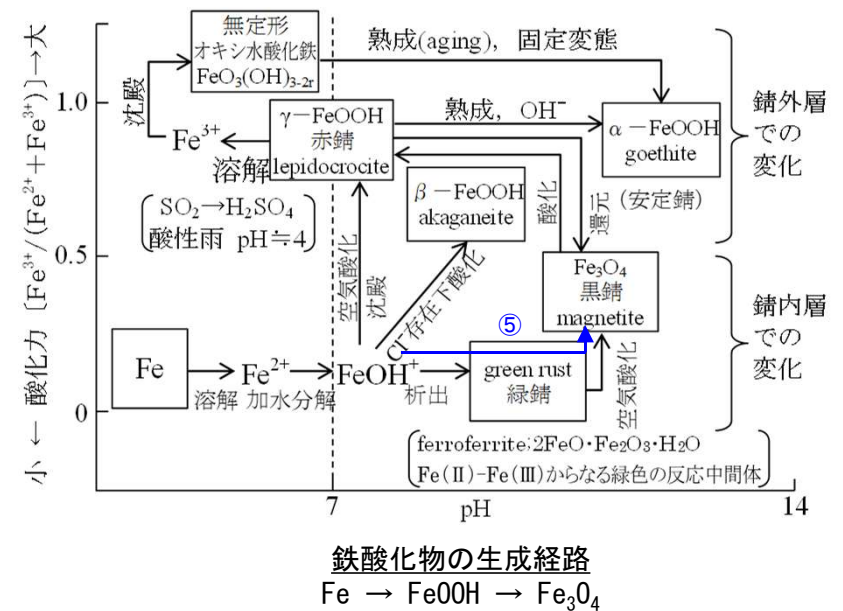 小 ← 酸化力 〔Fe³⁺/(Fe²⁺+Fe³⁺)〕→大
1.0
0.5
0
無定形
オキシ水酸化鉄
FeO₃(OH)₃₋₂ᵣ
熟成(aging), 固定変態
沈殿
Fe³⁺
溶解
γ-FeOOH
赤錆
lepidocrocite
熟成, OH⁻
α-FeOOH
goethite
錆外層
での
変化
SO₂→H₂SO₄
酸性雨 pH≒4
β-FeOOH
akaganeite
酸化
還元
(安定錆)
空気酸化
沈殿
Cl⁻存在下酸化
Fe₃O₄
黒錆
magnetite
錆内層
での
変化
⑤
Fe
溶解
Fe²⁺
加水分解
FeOH⁺
析出
green rust
緑錆
空気酸化
ferroferrite;2FeO・Fe₂O₃・H₂O
Fe(Ⅱ)-Fe(Ⅲ)からなる緑色の反応中間体
7
pH
14
鉄酸化物の生成経路
Fe → FeOOH → Fe₃O₄